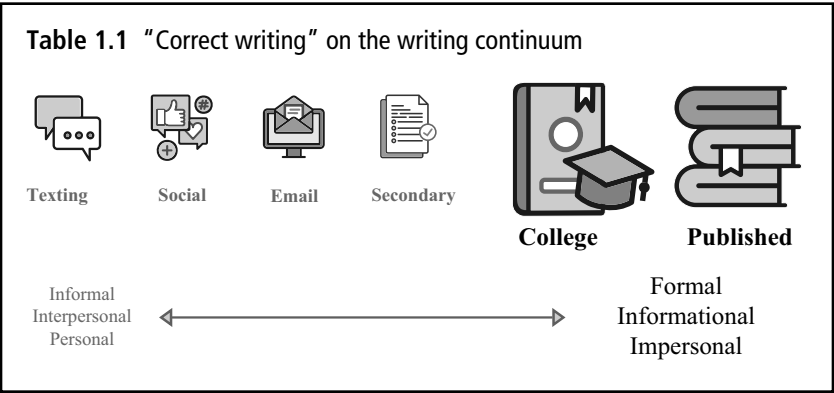 Table 1.1 “Correct writing” on the writing continuum
#
Texting Social Email Secondary College Published
Informal
Interpersonal
Personal
Formal
Informational
Impersonal